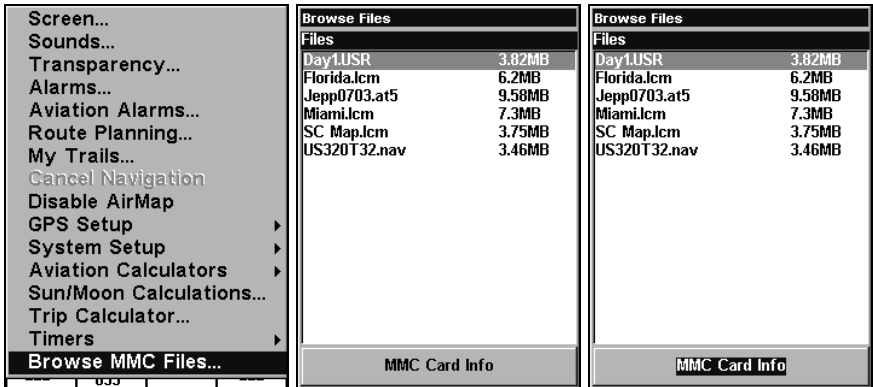 Screen...
Sounds...
Transparency...
Alarms...
Aviation Alarms...
Route Planning...
My Trails...
Cancel Navigation
Disable AirMap
GPS Setup
System Setup
Aviation Calculators
Sun/Moon Calculations...
Trip Calculator...
Timers
Browse MMC Files...
Browse Files
Files
Day1.USR 3.82MB
Florida.lcm 6.2MB
Jepp0703.at5 9.58MB
Miami.lcm 7.3MB
SC Map.lcm 3.75MB
US320T32.nav 3.46MB
MMC Card Info
Browse Files
Files
Day1.USR 3.82MB
Florida.lcm 6.2MB
Jepp0703.at5 9.58MB
Miami.lcm 7.3MB
SC Map.lcm 3.75MB
US320T32.nav 3.46MB
MMC Card Info